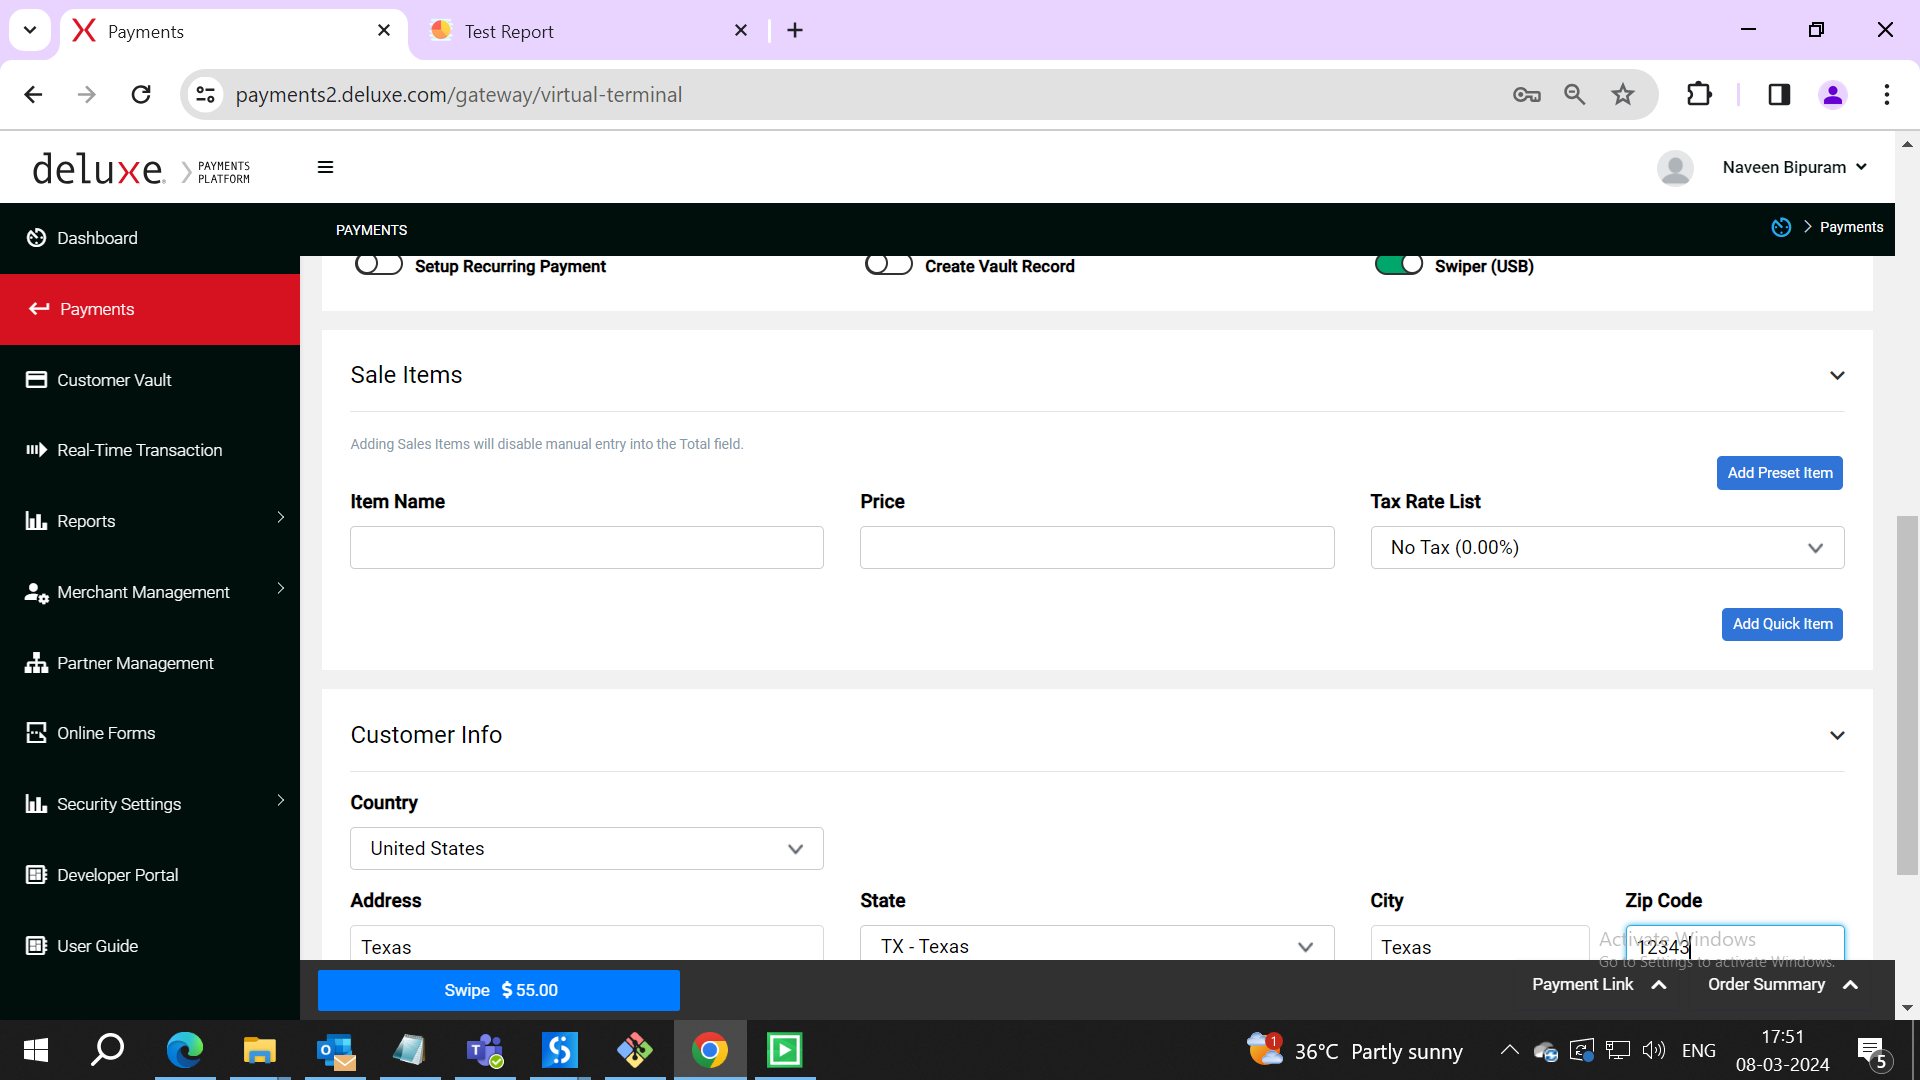 Payments
Test Report
payments2.deluxe.com/gateway/virtual-terminal
deluxe
PAYMENTS
PLATFORM
Naveen Bipuram
Dashboard
PAYMENTS
Payments
Setup Recurring Payment
Create Vault Record
Swiper (USB)
Payments
Sale Items
Customer Vault
Adding Sales Items will disable manual entry into the Total field.
Real-Time Transaction
Add Preset Item
Item Name
Price
Tax Rate List
Reports
No Tax (0.00%)
Merchant Management
Add Quick Item
Partner Management
Online Forms
Customer Info
Security Settings
Country
United States
Developer Portal
Address
State
City
Zip Code
User Guide
Texas
TX - Texas
Texas
12343
Activate Windows
Go to Settings to activate Windows.
Swipe $ 55.00
Payment Link
Order Summary
1
36°C Partly sunny
ENG
17:51
08-03-2024
5